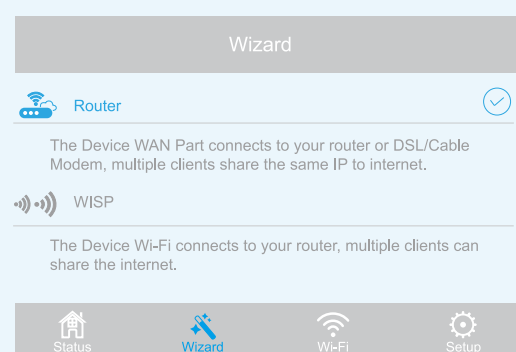 Wizard
Router
The Device WAN Part connects to your router or DSL/Cable
Modem, multiple clients share the same IP to internet.
WISP
The Device Wi-Fi connects to your router, multiple clients can
share the internet.
Status Wizard Wi-Fi Setup